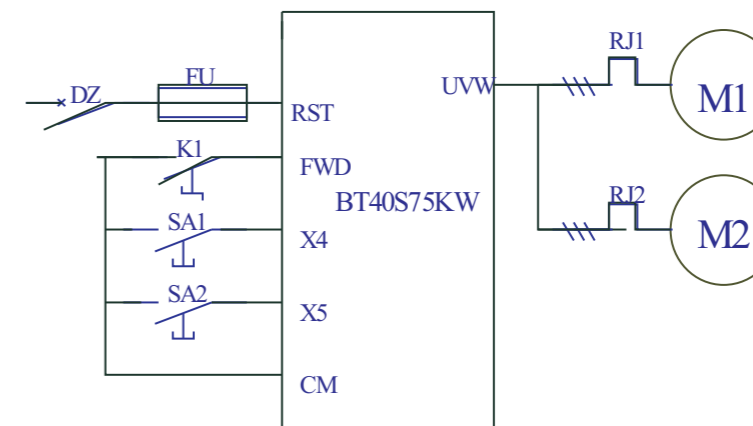 RJ1
FU
DZ
UVW
M1
RST
K1
FWD
RJ2
BT40S75KW
SA1
X4
M2
SA2
X5
CM